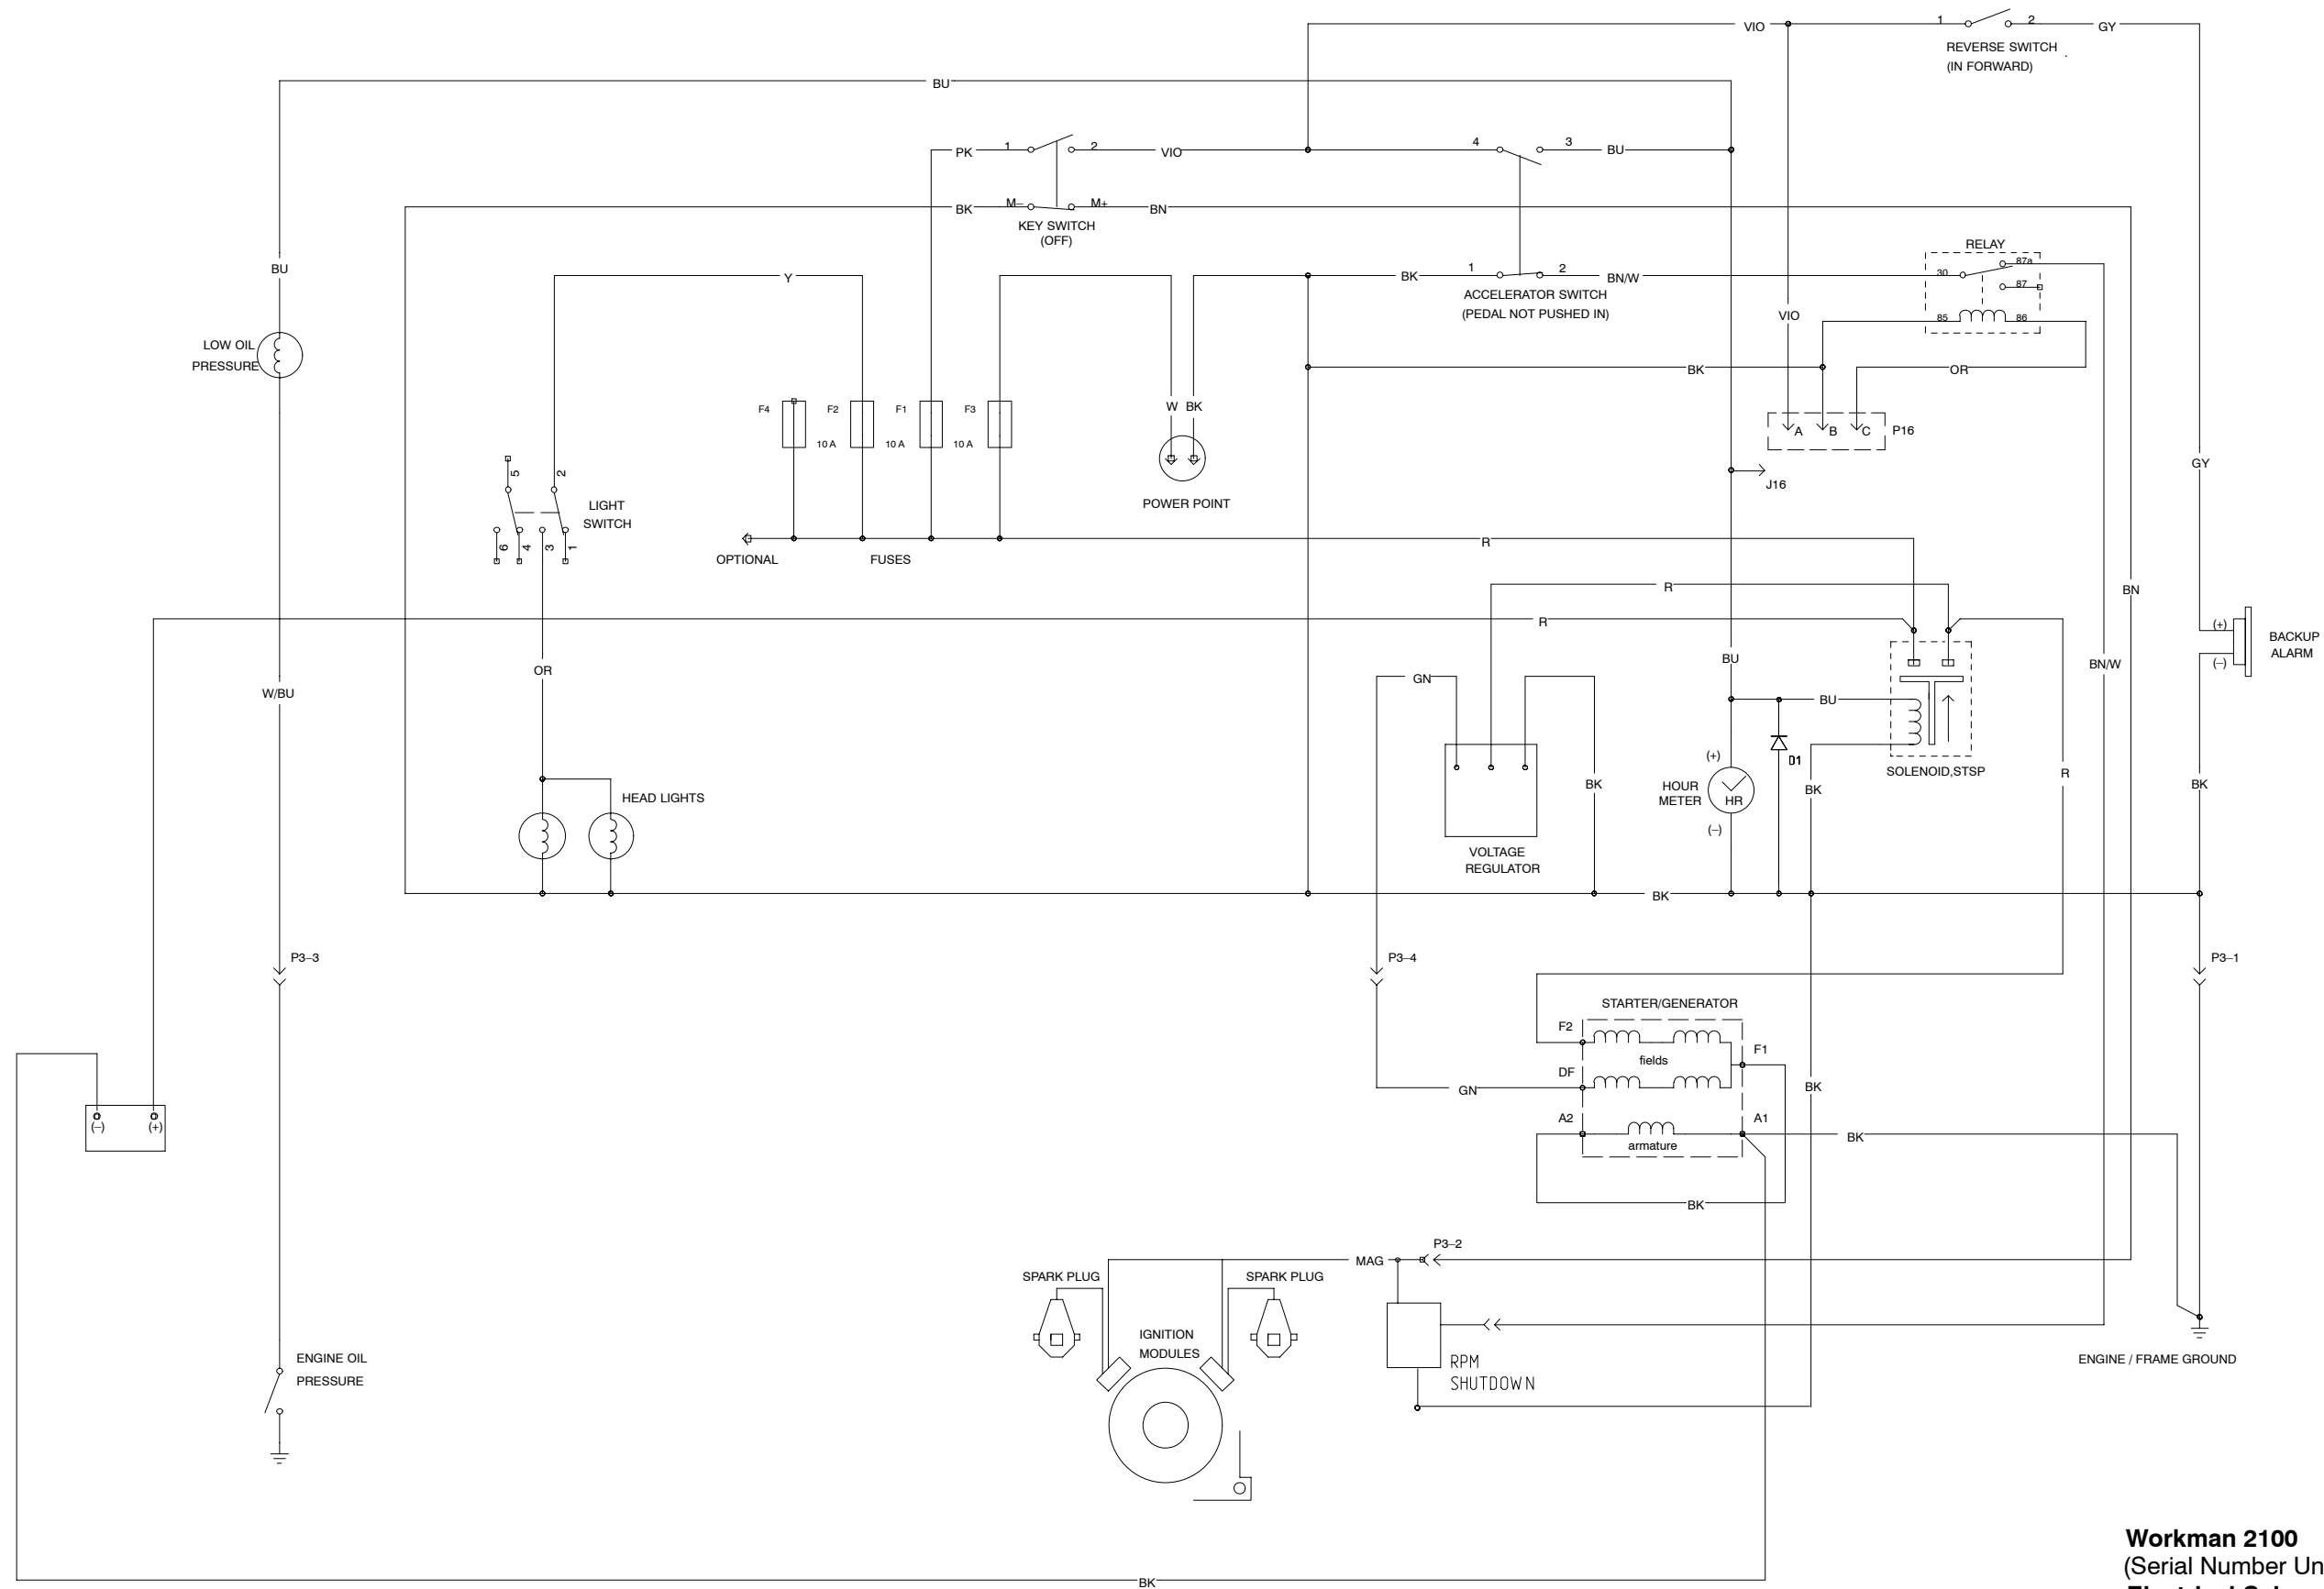 VIO
1
2
GY
REVERSE SWITCH
(IN FORWARD)
BU
PK
1
2
VIO
4
3
BU
BK
M–
M+
BN
KEY SWITCH
(OFF)
RELAY
BU
Y
BK
1
2
BN/W
30
87a
87
ACCELERATOR SWITCH
(PEDAL NOT PUSHED IN)
VIO
85
86
LOW OIL
PRESSURE
BK
OR
F4
F2
F1
F3
W
BK
10 A
10 A
10 A
A
B
C
P16
GY
5
2
LIGHT
SWITCH
POWER POINT
J16
6
4
3
1
OPTIONAL
FUSES
R
R
BN
R
(+)
BACKUP
ALARM
(–)
OR
BU
BN/W
W/BU
GN
BU
(+)
D1
SOLENOID,STSP
R
HEAD LIGHTS
BK
HOUR
METER
HR
BK
BK
(–)
VOLTAGE
REGULATOR
BK
P3–3
P3–4
P3–1
STARTER/GENERATOR
F2
fields
F1
DF
GN
BK
A2
A1
armature
BK
(–)
(+)
BK
P3–2
MAG
SPARK PLUG
SPARK PLUG
IGNITION
MODULES
RPM
SHUTDOWN
ENGINE OIL
PRESSURE
ENGINE / FRAME GROUND
Workman 2100
(Serial Number Un
BK